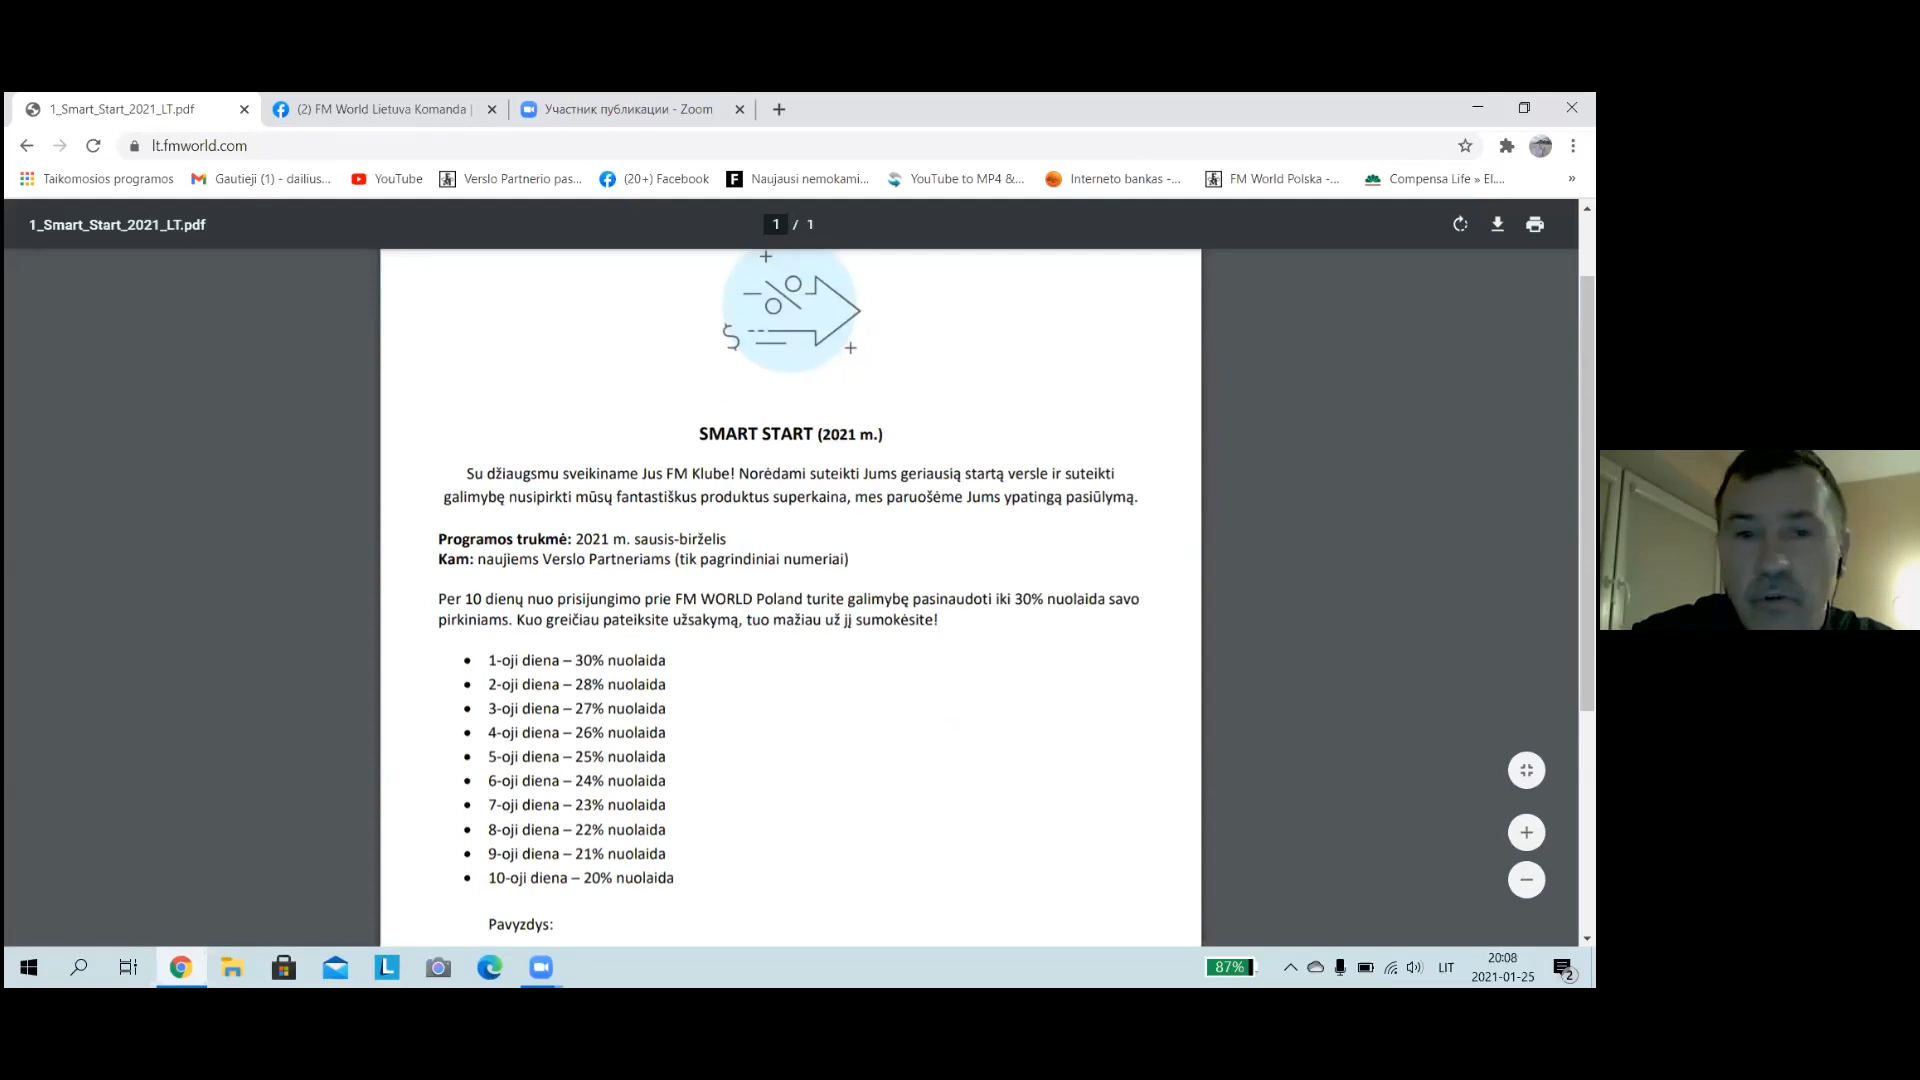 1_Smart_Start_2021_LT.pdf
(2) FM World Lietuva Komanda |
Участник публикации - Zoom
lt.fmworld.com
Taikomosios programos
Gautieji (1) - dailius...
YouTube
Verslo Partnerio pas...
(20+) Facebook
Naujausi nemokami...
YouTube to MP4 &...
Interneto bankas -...
FM World Polska -...
Compensa Life » El....
»
1_Smart_Start_2021_LT.pdf
1 / 1
SMART START (2021 m.)
Su džiaugsmu sveikiname Jus FM Klube! Norėdami suteikti Jums geriausią startą versle ir suteikti
galimybę nusipirkti mūsų fantastiškus produktus superkaina, mes paruošėme Jums ypatingą pasiūlymą.
Programos trukmė: 2021 m. sausis-birželis
Kam: naujiems Verslo Partneriams (tik pagrindiniai numeriai)
Per 10 dienų nuo prisijungimo prie FM WORLD Poland turite galimybę pasinaudoti iki 30% nuolaida savo
pirkiniams. Kuo greičiau pateiksite užsakymą, tuo mažiau už jį sumokėsite!
• 1-oji diena – 30% nuolaida
• 2-oji diena – 28% nuolaida
• 3-oji diena – 27% nuolaida
• 4-oji diena – 26% nuolaida
• 5-oji diena – 25% nuolaida
• 6-oji diena – 24% nuolaida
• 7-oji diena – 23% nuolaida
• 8-oji diena – 22% nuolaida
• 9-oji diena – 21% nuolaida
• 10-oji diena – 20% nuolaida
Pavyzdys:
87%
LIT
20:08
2021-01-25
2